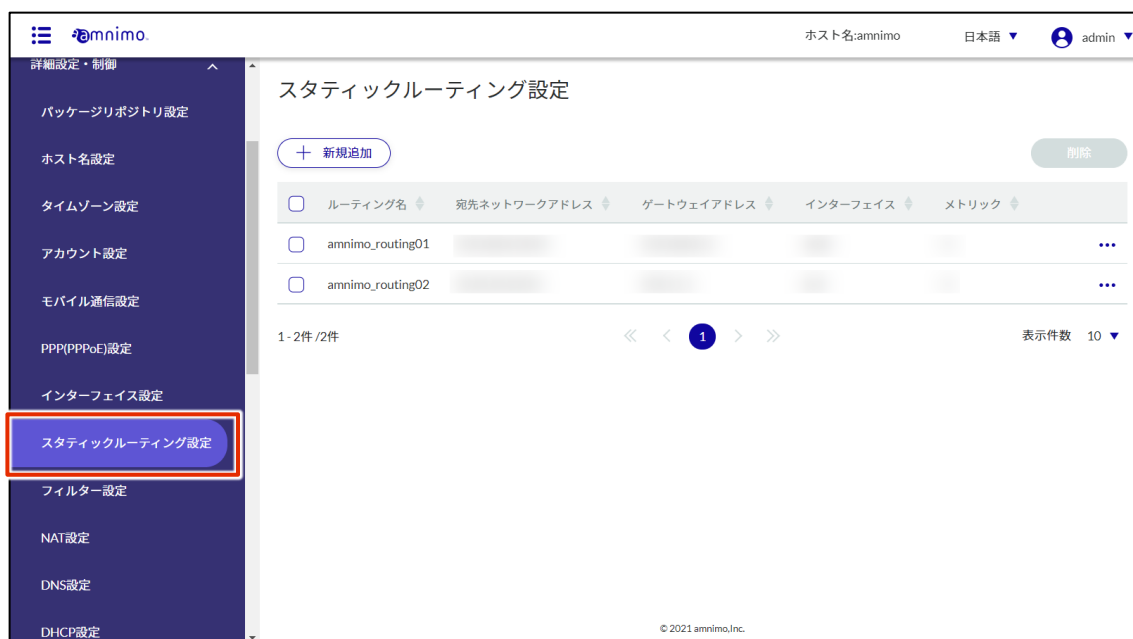 amnimo
ホスト名:amnimo
日本語
admin
詳細設定・制御
パッケージリポジトリ設定
ホスト名設定
タイムゾーン設定
アカウント設定
モバイル通信設定
PPP(PPPoE)設定
インターフェイス設定
スタティックルーティング設定
フィルター設定
NAT設定
DNS設定
DHCP設定
スタティックルーティング設定
新規追加
削除
ルーティング名 宛先ネットワークアドレス ゲートウェイアドレス インターフェイス メトリック
amnimo_routing01
amnimo_routing02
1 - 2件 /2件
1
表示件数 10
© 2021 amnimo,Inc.